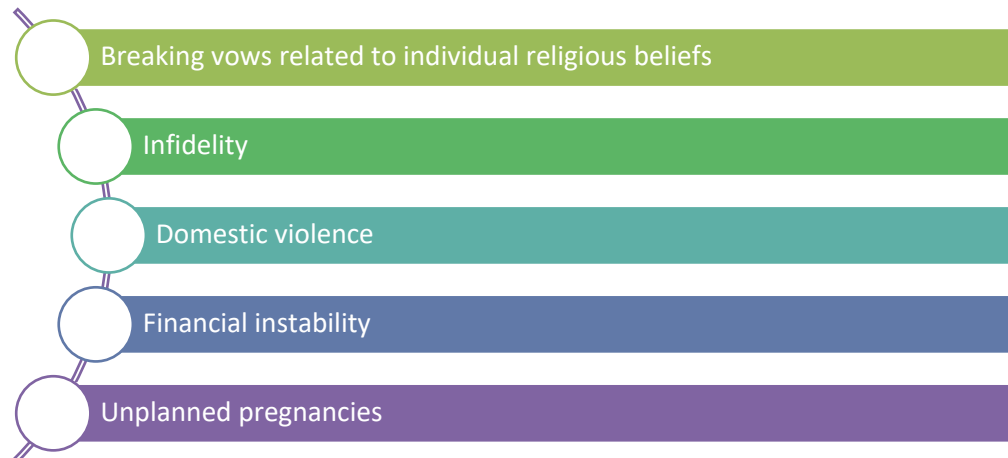 Breaking vows related to individual religious beliefs
Infidelity
Domestic violence
Financial instability
Unplanned pregnancies